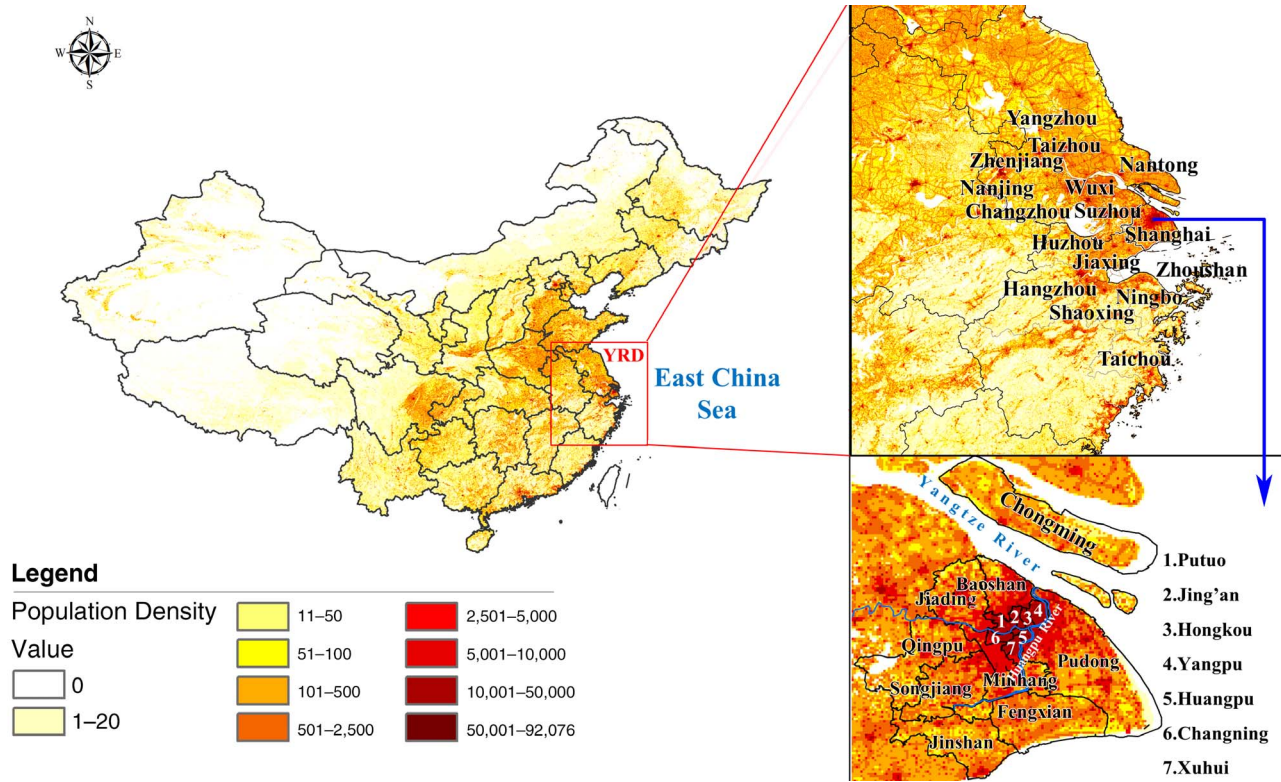 N
W E
S
YRD
East China
Sea
Legend
Population Density
Value
0
1–20
11–50
51–100
101–500
501–2,500
2,501–5,000
5,001–10,000
10,001–50,000
50,001–92,076
Yangzhou
Taizhou
Zhenjiang
Nantong
Nanjing
Wuxi
Changzhou
Suzhou
Shanghai
Huzhou
Jiaxing
Zhoushan
Hangzhou
Ningbo
Shaoxing
Taichou
Yangtze River
Chongming
Baoshan
Jiading
1 2 3 4
6 5
7
Huangpu River
Qingpu
Pudong
Songjiang
Minhang
Fengxian
Jinshan
1.Putuo
2.Jing'an
3.Hongkou
4.Yangpu
5.Huangpu
6.Changning
7.Xuhui